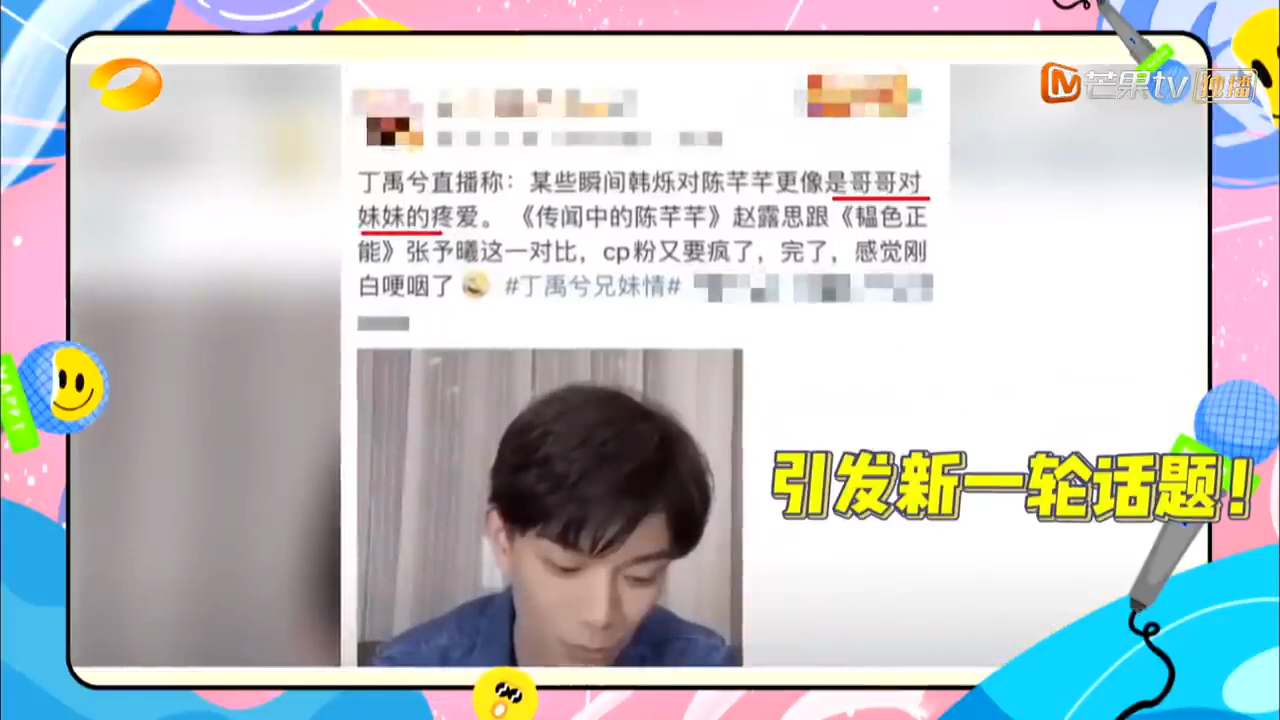 芒果tv 独播
丁禹兮直播称：某些瞬间韩烁对陈芊芊更像是哥哥对
妹妹的疼爱。《传闻中的陈芊芊》赵露思跟《韫色正
能》张予曦这一对比，cp粉又要疯了，完了，感觉刚
白哽咽了 #丁禹兮兄妹情#
引发新一轮话题！
HAPPY